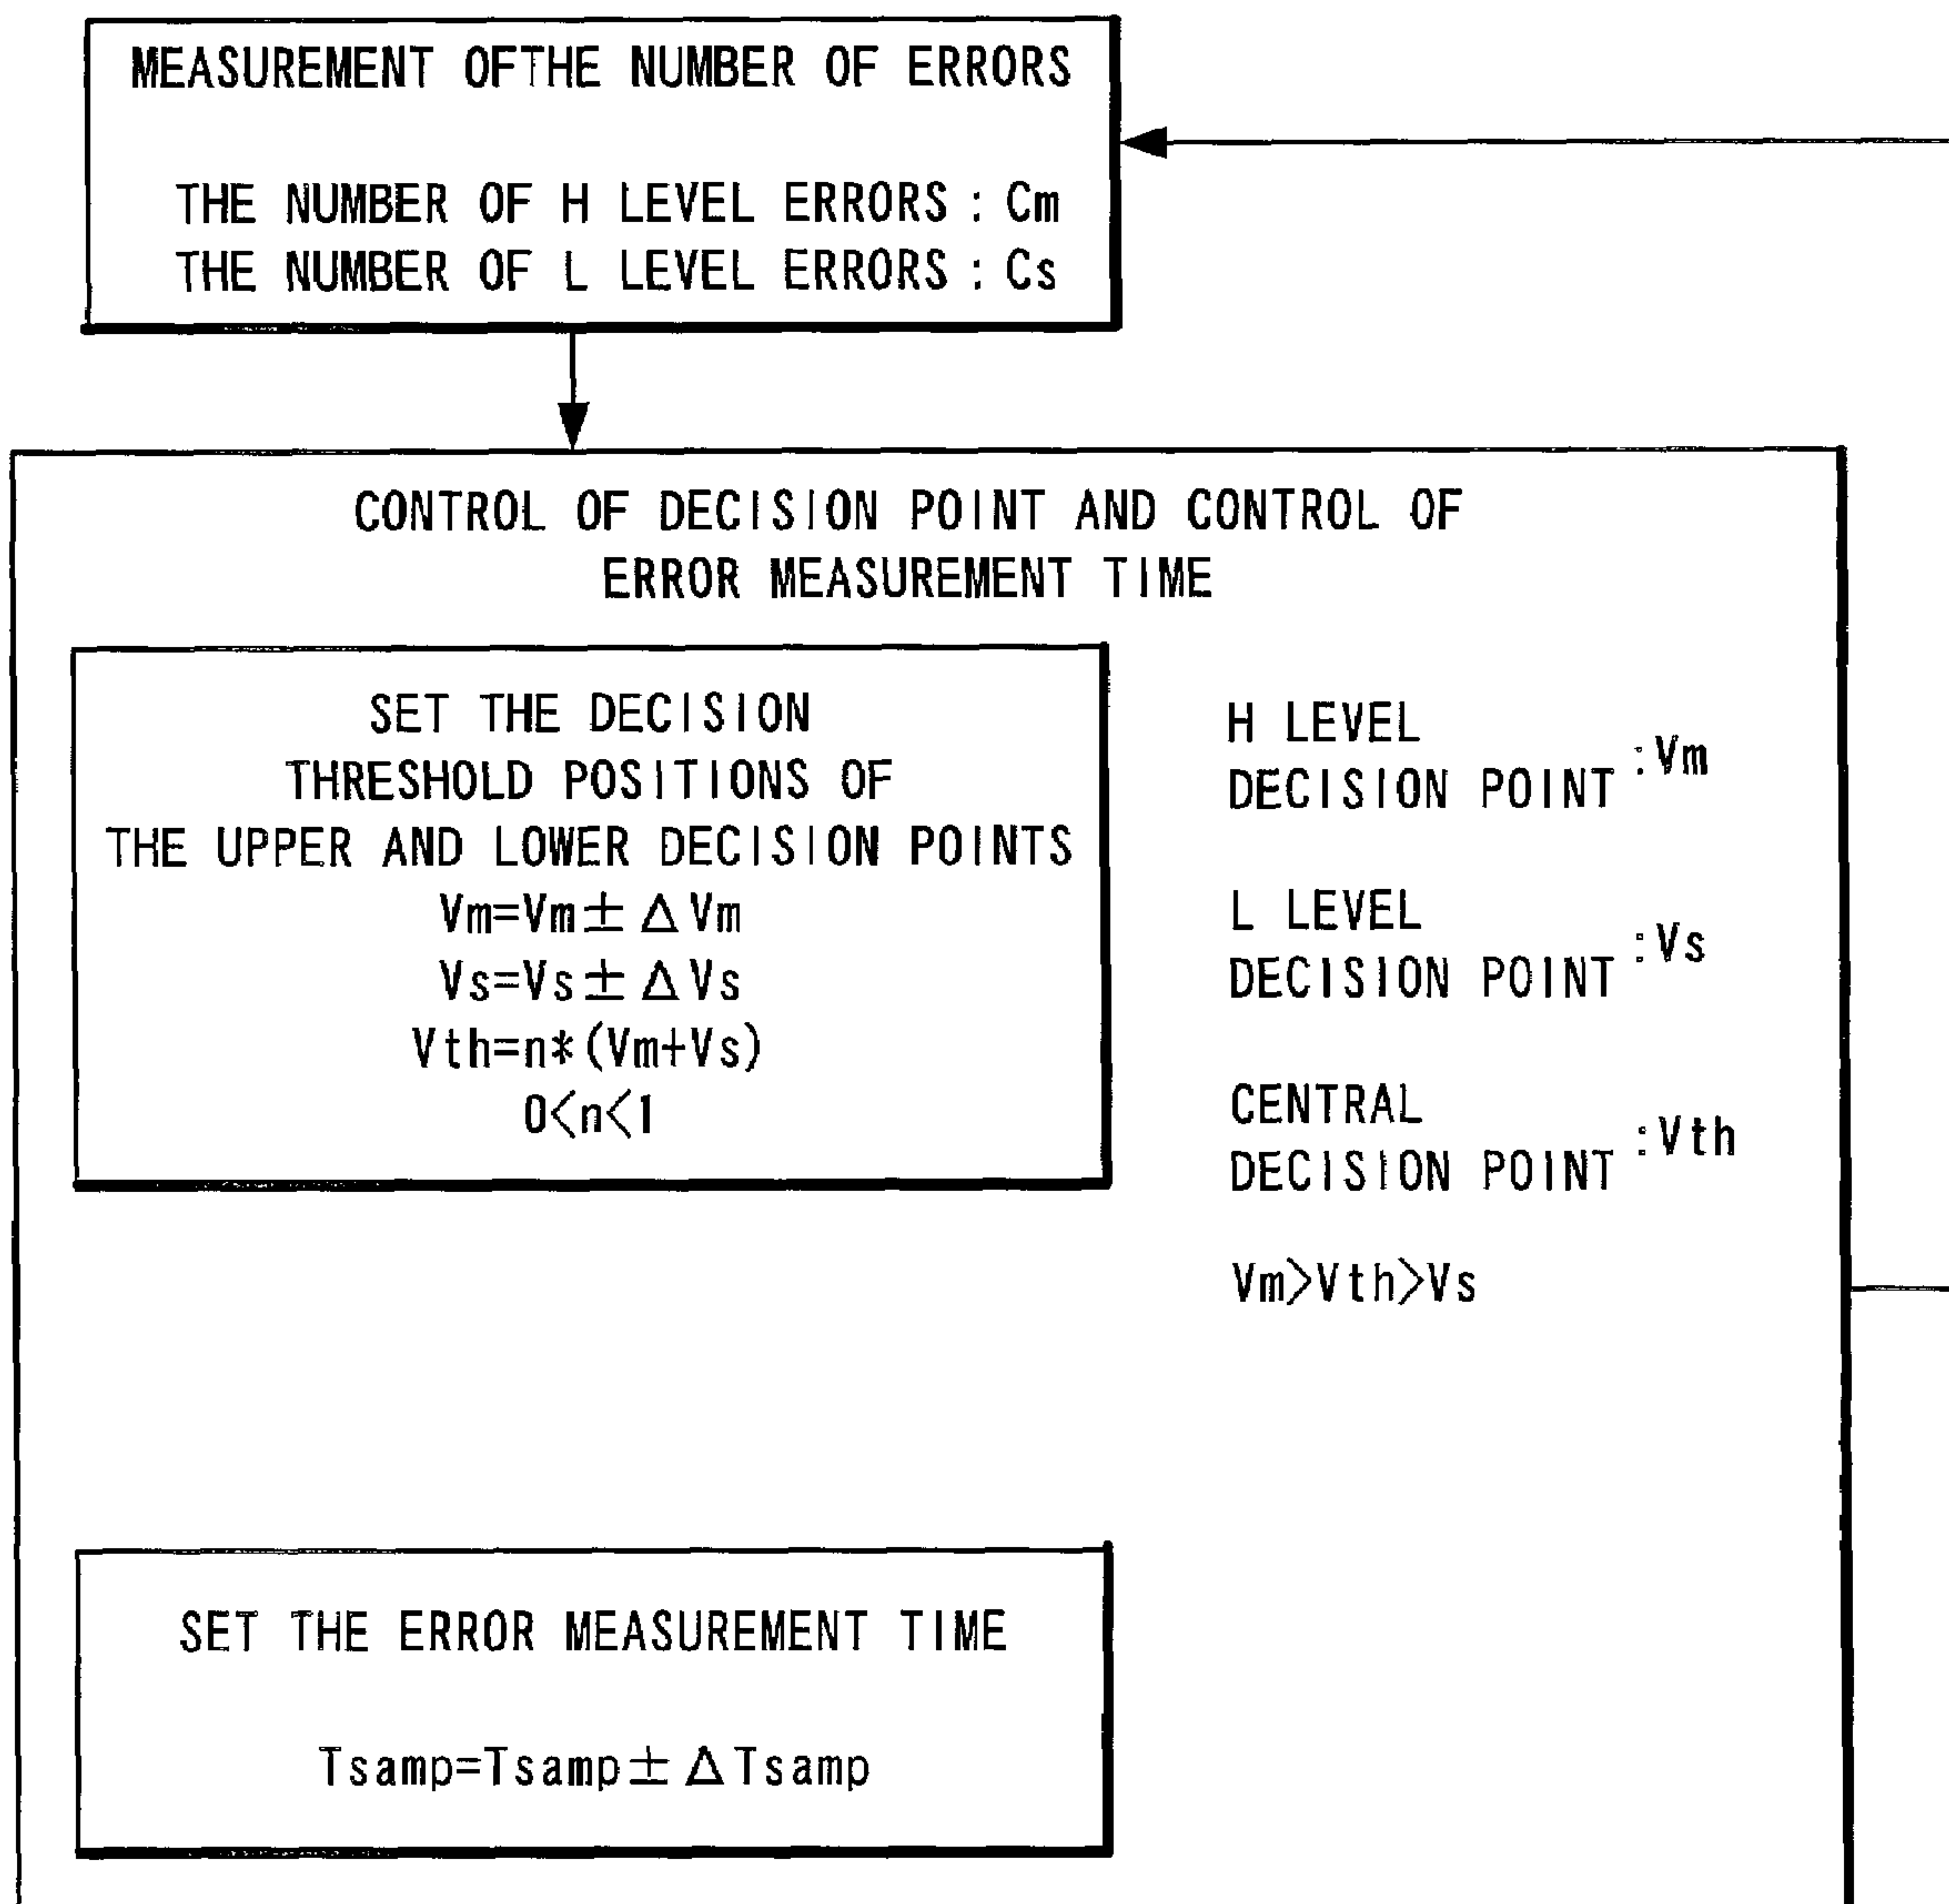 MEASUREMENT OFTHE NUMBER OF ERRORS
THE NUMBER OF H LEVEL ERRORS : Cm
THE NUMBER OF L LEVEL ERRORS : Cs
CONTROL OF DECISION POINT AND CONTROL OF
ERROR MEASUREMENT TIME
SET THE DECISION
THRESHOLD POSITIONS OF
THE UPPER AND LOWER DECISION POINTS
Vm=Vm±ΔVm
Vs=Vs±ΔVs
Vth=n*(Vm+Vs)
0<n<1
H LEVEL
DECISION POINT :Vm
L LEVEL
DECISION POINT :Vs
CENTRAL
DECISION POINT :Vth
Vm>Vth>Vs
SET THE ERROR MEASUREMENT TIME
Tsamp=Tsamp±ΔTsamp